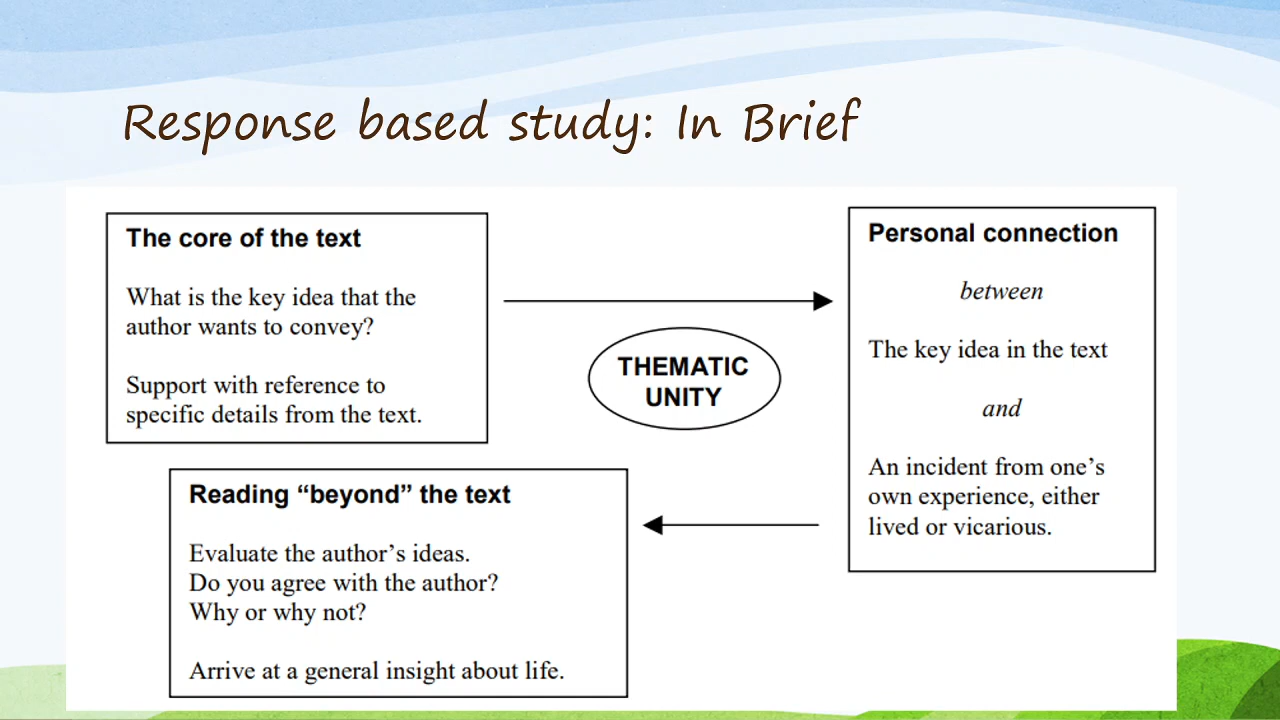 Response based study: In Brief
The core of the text
What is the key idea that the
author wants to convey?
Support with reference to
specific details from the text.
THEMATIC
UNITY
Personal connection
between
The key idea in the text
and
An incident from one’s
own experience, either
lived or vicarious.
Reading “beyond” the text
Evaluate the author’s ideas.
Do you agree with the author?
Why or why not?
Arrive at a general insight about life.